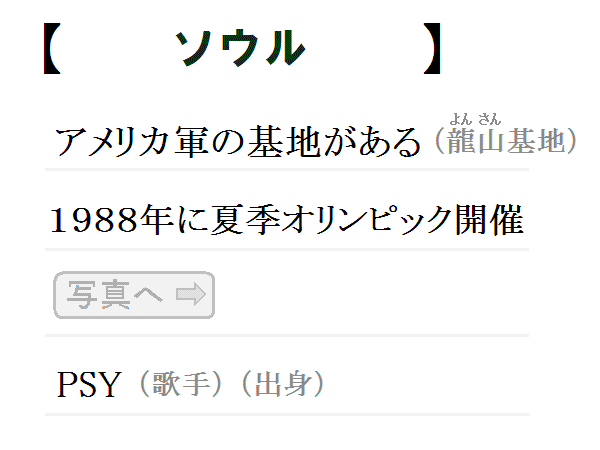 【 ソウル 】
よん さん
アメリカ軍の基地がある（龍山基地）
1988年に夏季オリンピック開催
写真へ ⇨
PSY（歌手）（出身）